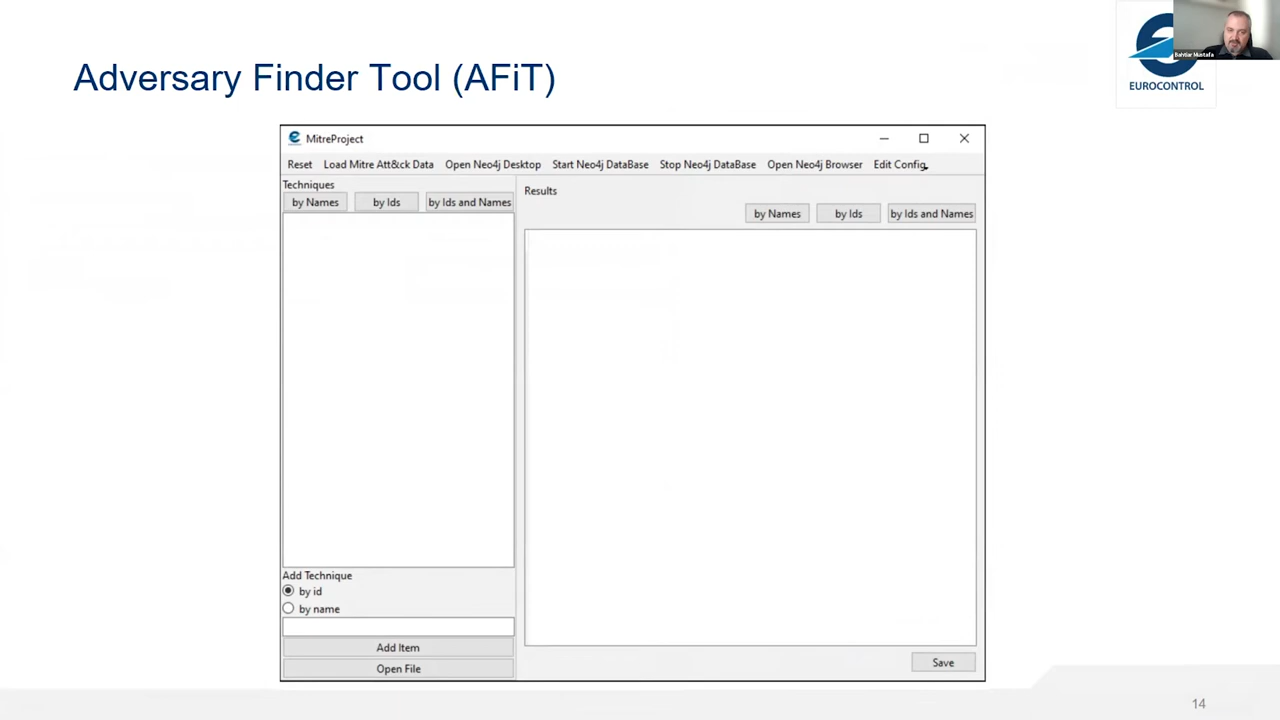 Bahtiar Mustafa
EUROCONTROL
Adversary Finder Tool (AFiT)
MitreProject
Reset Load Mitre Att&ck Data Open Neo4j Desktop Start Neo4j DataBase Stop Neo4j DataBase Open Neo4j Browser Edit Config
Techniques
by Names by Ids by Ids and Names
Results
by Names by Ids by Ids and Names
Add Technique
by id
by name
Add Item
Open File
Save
14